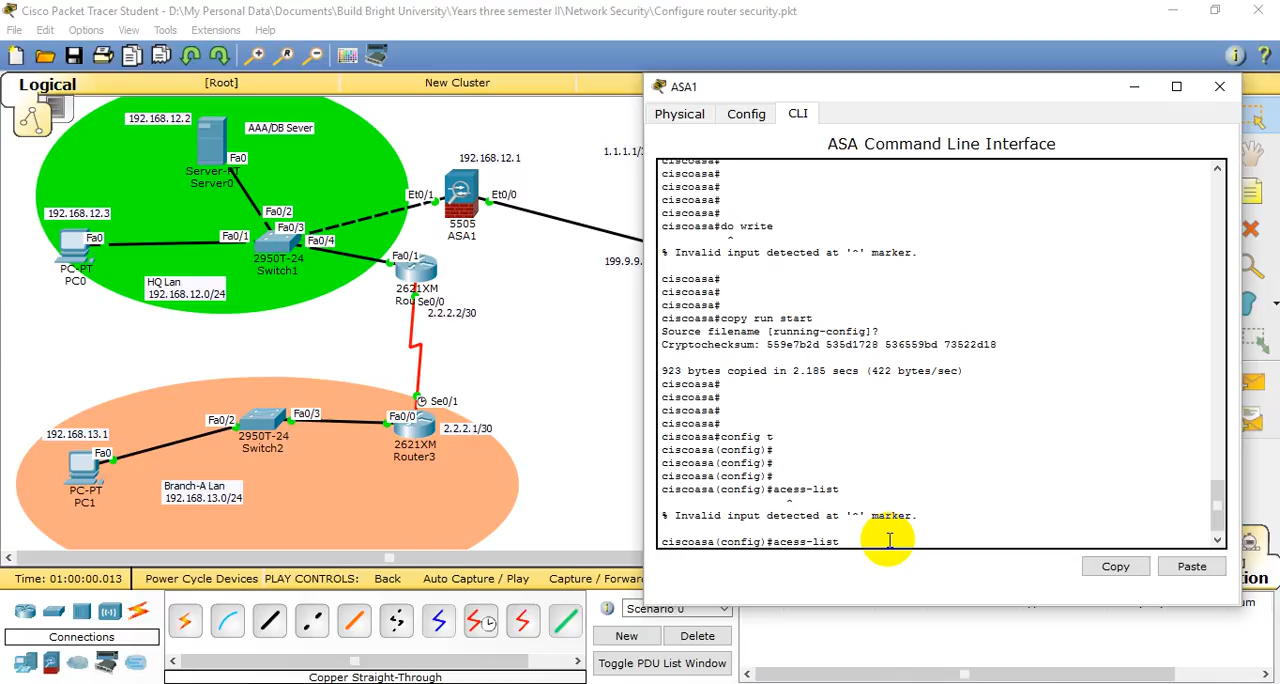 Cisco Packet Tracer Student - D:\My Personal Data\Documents\Build Bright University\Years three semester II\Network Security\Configure router security.pkt
File Edit Options View Tools Extensions Help
Logical
[Root]
New Cluster
192.168.12.2
AAA/DB Sever
Fa0
Server-PT
Server0
192.168.12.3
Fa0
PC-PT
PC0
Fa0/1
Fa0/2
Fa0/3
Fa0/4
2950T-24
Switch1
HQ Lan
192.168.12.0/24
192.168.12.1
Et0/1
Et0/0
5505
ASA1
1.1.1.1/
199.9.9.
Fa0/1
2621XM
Rou
Se0/0
2.2.2.2/30
Se0/1
Fa0/0
2.2.2.1/30
2621XM
Router3
Fa0/2
Fa0/3
2950T-24
Switch2
192.168.13.1
Fa0
PC-PT
PC1
Branch-A Lan
192.168.13.0/24
ASA1
Physical Config CLI
ASA Command Line Interface
ciscoasa#
ciscoasa#
ciscoasa#
ciscoasa#
ciscoasa#
ciscoasa#do write
^
% Invalid input detected at '^' marker.
ciscoasa#
ciscoasa#
ciscoasa#
ciscoasa#copy run start
Source filename [running-config]?
Cryptochecksum: 559e7b2d 535d1728 536559bd 73522d18
923 bytes copied in 2.185 secs (422 bytes/sec)
ciscoasa#
ciscoasa#
ciscoasa#
ciscoasa#
ciscoasa#config t
ciscoasa(config)#
ciscoasa(config)#
ciscoasa(config)#
ciscoasa(config)#acess-list
^
% Invalid input detected at '^' marker.
ciscoasa(config)#acess-list
Copy Paste
Time: 01:00:00.013 Power Cycle Devices PLAY CONTROLS: Back Auto Capture / Play Capture / Forward
Connections
Copper Straight-Through
Scenario 0
New Delete
Toggle PDU List Window